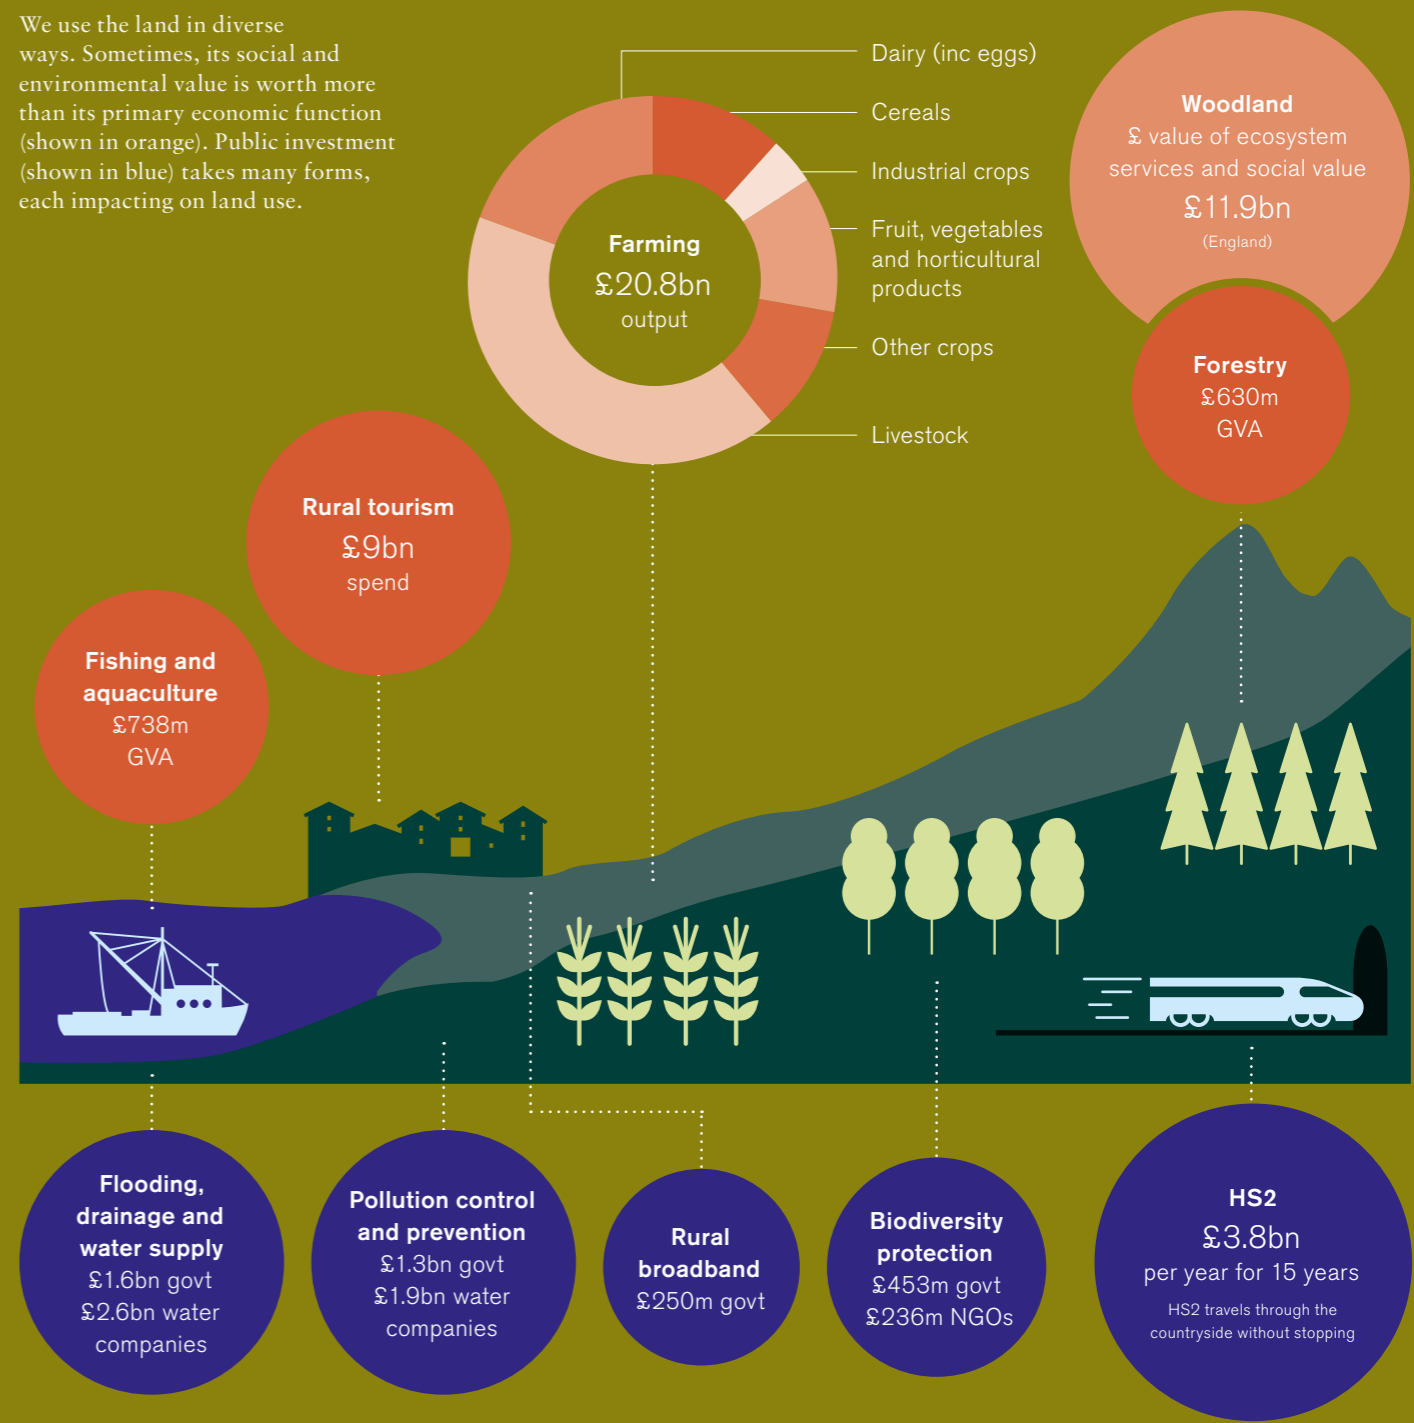 We use the land in diverse
ways. Sometimes, its social and
environmental value is worth more
than its primary economic function
(shown in orange). Public investment
(shown in blue) takes many forms,
each impacting on land use.
Dairy (inc eggs)
Cereals
Industrial crops
Fruit, vegetables
and horticultural
products
Other crops
Livestock
Farming
£20.8bn
output
Woodland
£ value of ecosystem
services and social value
£11.9bn
(England)
Forestry
£630m
GVA
Rural tourism
£9bn
spend
Fishing and
aquaculture
£738m
GVA
Flooding,
drainage and
water supply
£1.6bn govt
£2.6bn water
companies
Pollution control
and prevention
£1.3bn govt
£1.9bn water
companies
Rural
broadband
£250m govt
Biodiversity
protection
£453m govt
£236m NGOs
HS2
£3.8bn
per year for 15 years
HS2 travels through the
countryside without stopping